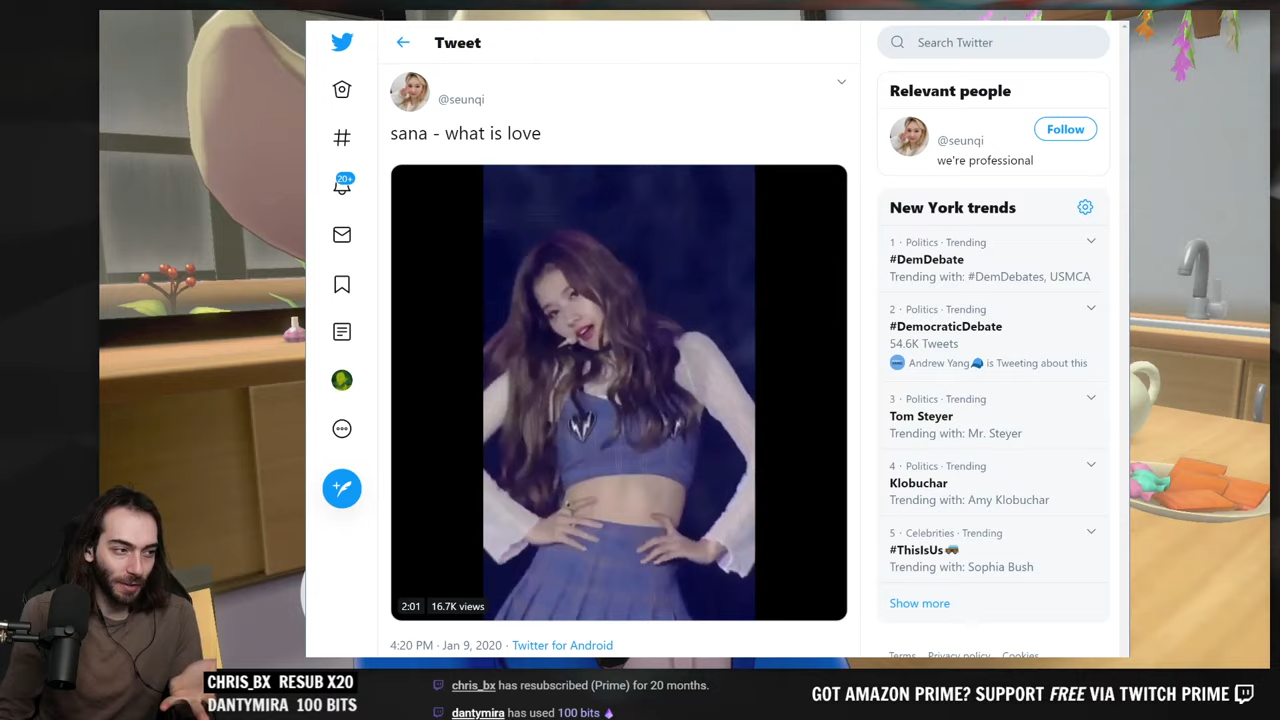 Tweet
@seunqi
sana - what is love
2:01
16.7K views
4:20 PM · Jan 9, 2020 · Twitter for Android
20+
Search Twitter
Relevant people
@seunqi
Follow
we're professional
New York trends
1 · Politics · Trending
#DemDebate
Trending with: #DemDebates, USMCA
2 · Politics · Trending
#DemocraticDebate
54.6K Tweets
Andrew Yang🧢 is Tweeting about this
3 · Politics · Trending
Tom Steyer
Trending with: Mr. Steyer
4 · Politics · Trending
Klobuchar
Trending with: Amy Klobuchar
5 · Celebrities · Trending
#ThisIsUs
Trending with: Sophia Bush
Show more
Terms Privacy policy Cookies
CHRIS_BX RESUB X20
DANTYMIRA 100 BITS
chris_bx has resubscribed (Prime) for 20 months.
dantymira has used 100 bits
GOT AMAZON PRIME? SUPPORT FREE VIA TWITCH PRIME